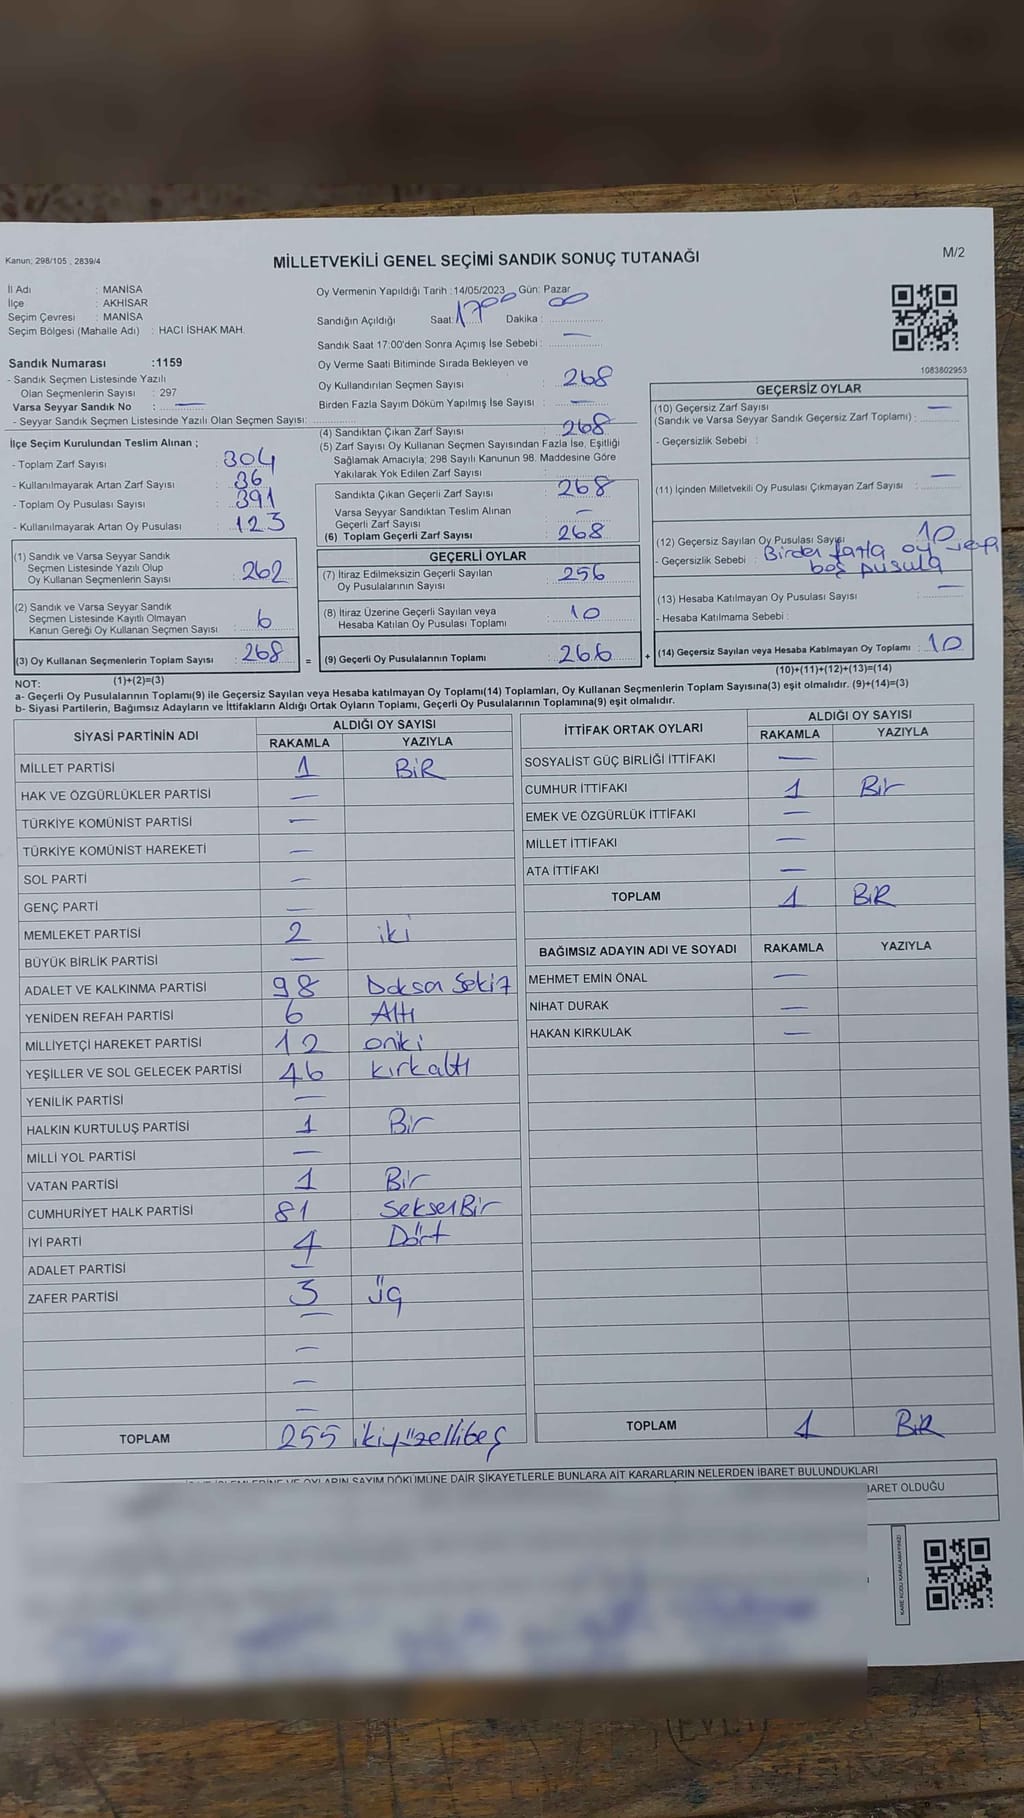 Kanun; 298/105 , 2839/4
MİLLETVEKİLİ GENEL SEÇİMİ SANDIK SONUÇ TUTANAĞI
M/2
İl Adı : MANİSA
İlçe : AKHİSAR
Seçim Çevresi : MANİSA
Seçim Bölgesi (Mahalle Adı) : HACI İSHAK MAH.
Sandık Numarası :1159
- Sandık Seçmen Listesinde Yazılı
Olan Seçmenlerin Sayısı : 297
Varsa Seyyar Sandık No : —
- Seyyar Sandık Seçmen Listesinde Yazılı Olan Seçmen Sayısı:
İlçe Seçim Kurulundan Teslim Alınan ;
- Toplam Zarf Sayısı : 304
- Kullanılmayarak Artan Zarf Sayısı : 36
- Toplam Oy Pusulası Sayısı : 391
- Kullanılmayarak Artan Oy Pusulası : 123
(1) Sandık ve Varsa Seyyar Sandık
Seçmen Listesinde Yazılı Olup
Oy Kullanan Seçmenlerin Sayısı : 262
(2) Sandık ve Varsa Seyyar Sandık
Seçmen Listesinde Kayıtlı Olmayan
Kanun Gereği Oy Kullanan Seçmen Sayısı : 6
(3) Oy Kullanan Seçmenlerin Toplam Sayısı : 268
Oy Vermenin Yapıldığı Tarih :14/05/2023 Gün: Pazar
Sandığın Açıldığı Saat: 17°° Dakika : 00
Sandık Saat 17:00'den Sonra Açımış İse Sebebi : —
Oy Verme Saati Bitiminde Sırada Bekleyen ve
Oy Kullandırılan Seçmen Sayısı : 268
Birden Fazla Sayım Döküm Yapılmış İse Sayısı : —
(4) Sandıktan Çıkan Zarf Sayısı : 268
(5) Zarf Sayısı Oy Kullanan Seçmen Sayısından Fazla İse, Eşitliği
Sağlamak Amacıyla; 298 Sayılı Kanunun 98. Maddesine Göre
Yakılarak Yok Edilen Zarf Sayısı :
Sandıkta Çıkan Geçerli Zarf Sayısı : 268
Varsa Seyyar Sandıktan Teslim Alınan
Geçerli Zarf Sayısı : —
(6) Toplam Geçerli Zarf Sayısı : 268
GEÇERLİ OYLAR
(7) İtiraz Edilmeksizin Geçerli Sayılan
Oy Pusulalarının Sayısı : 256
(8) İtiraz Üzerine Geçerli Sayılan veya
Hesaba Katılan Oy Pusulası Toplamı : 10
= (9) Geçerli Oy Pusulalarının Toplamı : 266
1083802953
GEÇERSİZ OYLAR
(10) Geçersiz Zarf Sayısı —
(Sandık ve Varsa Seyyar Sandık Geçersiz Zarf Toplamı) :
- Geçersizlik Sebebi :
(11) İçinden Milletvekili Oy Pusulası Çıkmayan Zarf Sayısı : —
(12) Geçersiz Sayılan Oy Pusulası Sayısı : 10
- Geçersizlik Sebebi : Birden fazla oy veya
boş pusula
(13) Hesaba Katılmayan Oy Pusulası Sayısı : —
- Hesaba Katılmama Sebebi :
+ (14) Geçersiz Sayılan veya Hesaba Katılmayan Oy Toplamı : 10
NOT: (1)+(2)=(3)
(10)+(11)+(12)+(13)=(14)
a- Geçerli Oy Pusulalarının Toplamı(9) ile Geçersiz Sayılan veya Hesaba katılmayan Oy Toplamı(14) Toplamları, Oy Kullanan Seçmenlerin Toplam Sayısına(3) eşit olmalıdır. (9)+(14)=(3)
b- Siyasi Partilerin, Bağımsız Adayların ve İttifakların Aldığı Ortak Oyların Toplamı, Geçerli Oy Pusulalarının Toplamına(9) eşit olmalıdır.
SİYASİ PARTİNİN ADI ALDIĞI OY SAYISI
RAKAMLA YAZIYLA
MİLLET PARTİSİ 1 BİR
HAK VE ÖZGÜRLÜKLER PARTİSİ —
TÜRKİYE KOMÜNİST PARTİSİ —
TÜRKİYE KOMÜNİST HAREKETİ —
SOL PARTİ —
GENÇ PARTİ —
MEMLEKET PARTİSİ 2 iki
BÜYÜK BİRLİK PARTİSİ —
ADALET VE KALKINMA PARTİSİ 98 Doksan Sekiz
YENİDEN REFAH PARTİSİ 6 Altı
MİLLİYETÇİ HAREKET PARTİSİ 12 oniki
YEŞİLLER VE SOL GELECEK PARTİSİ 46 kırkaltı
YENİLİK PARTİSİ —
HALKIN KURTULUŞ PARTİSİ 1 Bir
MİLLİ YOL PARTİSİ —
VATAN PARTİSİ 1 Bir
CUMHURİYET HALK PARTİSİ 81 SeksenBir
İYİ PARTİ 4 Dört
ADALET PARTİSİ —
ZAFER PARTİSİ 3 üç
—
—
—
—
TOPLAM 255 ikiyüzellibeş
İTTİFAK ORTAK OYLARI ALDIĞI OY SAYISI
RAKAMLA YAZIYLA
SOSYALİST GÜÇ BİRLİĞİ İTTİFAKI —
CUMHUR İTTİFAKI 1 Bir
EMEK VE ÖZGÜRLÜK İTTİFAKI —
MİLLET İTTİFAKI —
ATA İTTİFAKI —
TOPLAM 1 BİR
BAĞIMSIZ ADAYIN ADI VE SOYADI RAKAMLA YAZIYLA
MEHMET EMİN ÖNAL —
NİHAT DURAK —
HAKAN KIRKULAK —
TOPLAM 1 BİR
OYLARIN SAYIM DÖKÜMÜNE DAİR ŞİKAYETLERLE BUNLARA AİT KARARLARIN NELERDEN İBARET BULUNDUKLARI
İBARET OLDUĞU
KARE KODU KARALAMAYINIZ!